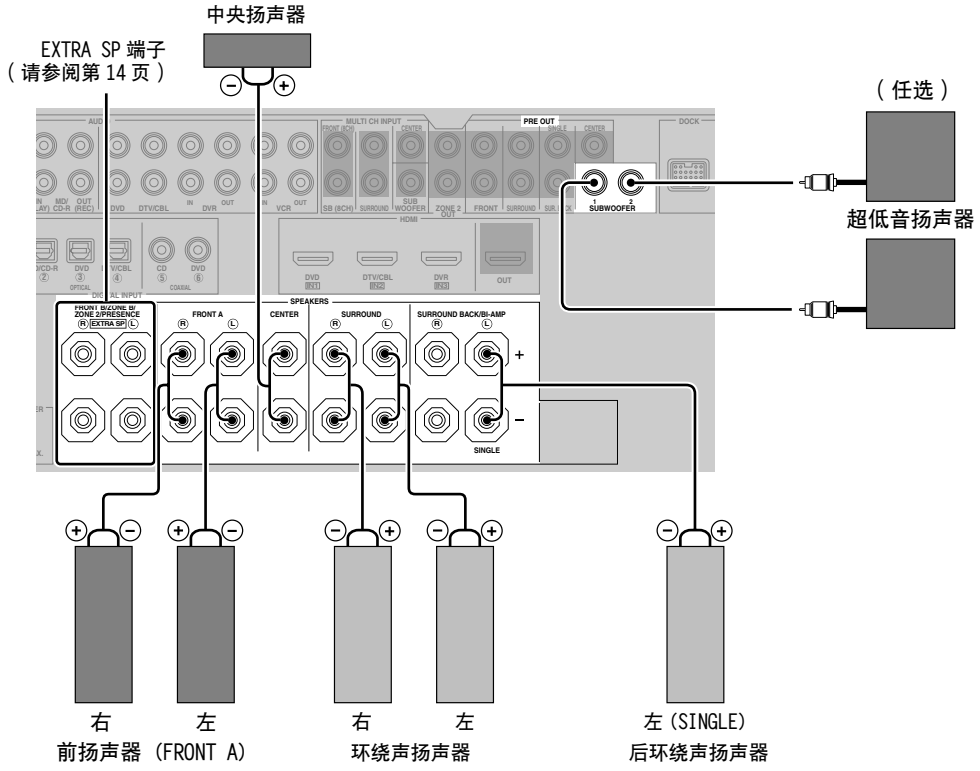 中央扬声器
EXTRA SP 端子
（请参阅第 14 页）
（任选）
超低音扬声器
AUDIO
MULTI CH INPUT
PRE OUT
DOCK
FRONT (8CH)
CENTER
SINGLE
CENTER
MD/ CD-R
OUT (REC)
DVD
DTV/CBL
IN
DVR
OUT
IN
VCR
OUT
SB (8CH)
SURROUND
SUB WOOFER
ZONE 2 OUT
FRONT
SURROUND
1
2
SUBWOOFER
HDMI
②
DVD
③
DTV/CBL
④
CD
⑤
DVD
⑥
OPTICAL
COAXIAL
DIGITAL INPUT
DVD
IN1
DTV/CBL
IN2
DVR
IN3
OUT
SPEAKERS
FRONT B/ZONE B/
ZONE 2/PRESENCE
R EXTRA SP L
FRONT A
R L
CENTER
SURROUND
R L
SURROUND BACK/BI-AMP
R L
+
−
SINGLE
− +
+ −
+ −
− +
− +
− +
右
左
右
左
左 (SINGLE)
前扬声器 (FRONT A)
环绕声扬声器
后环绕声扬声器